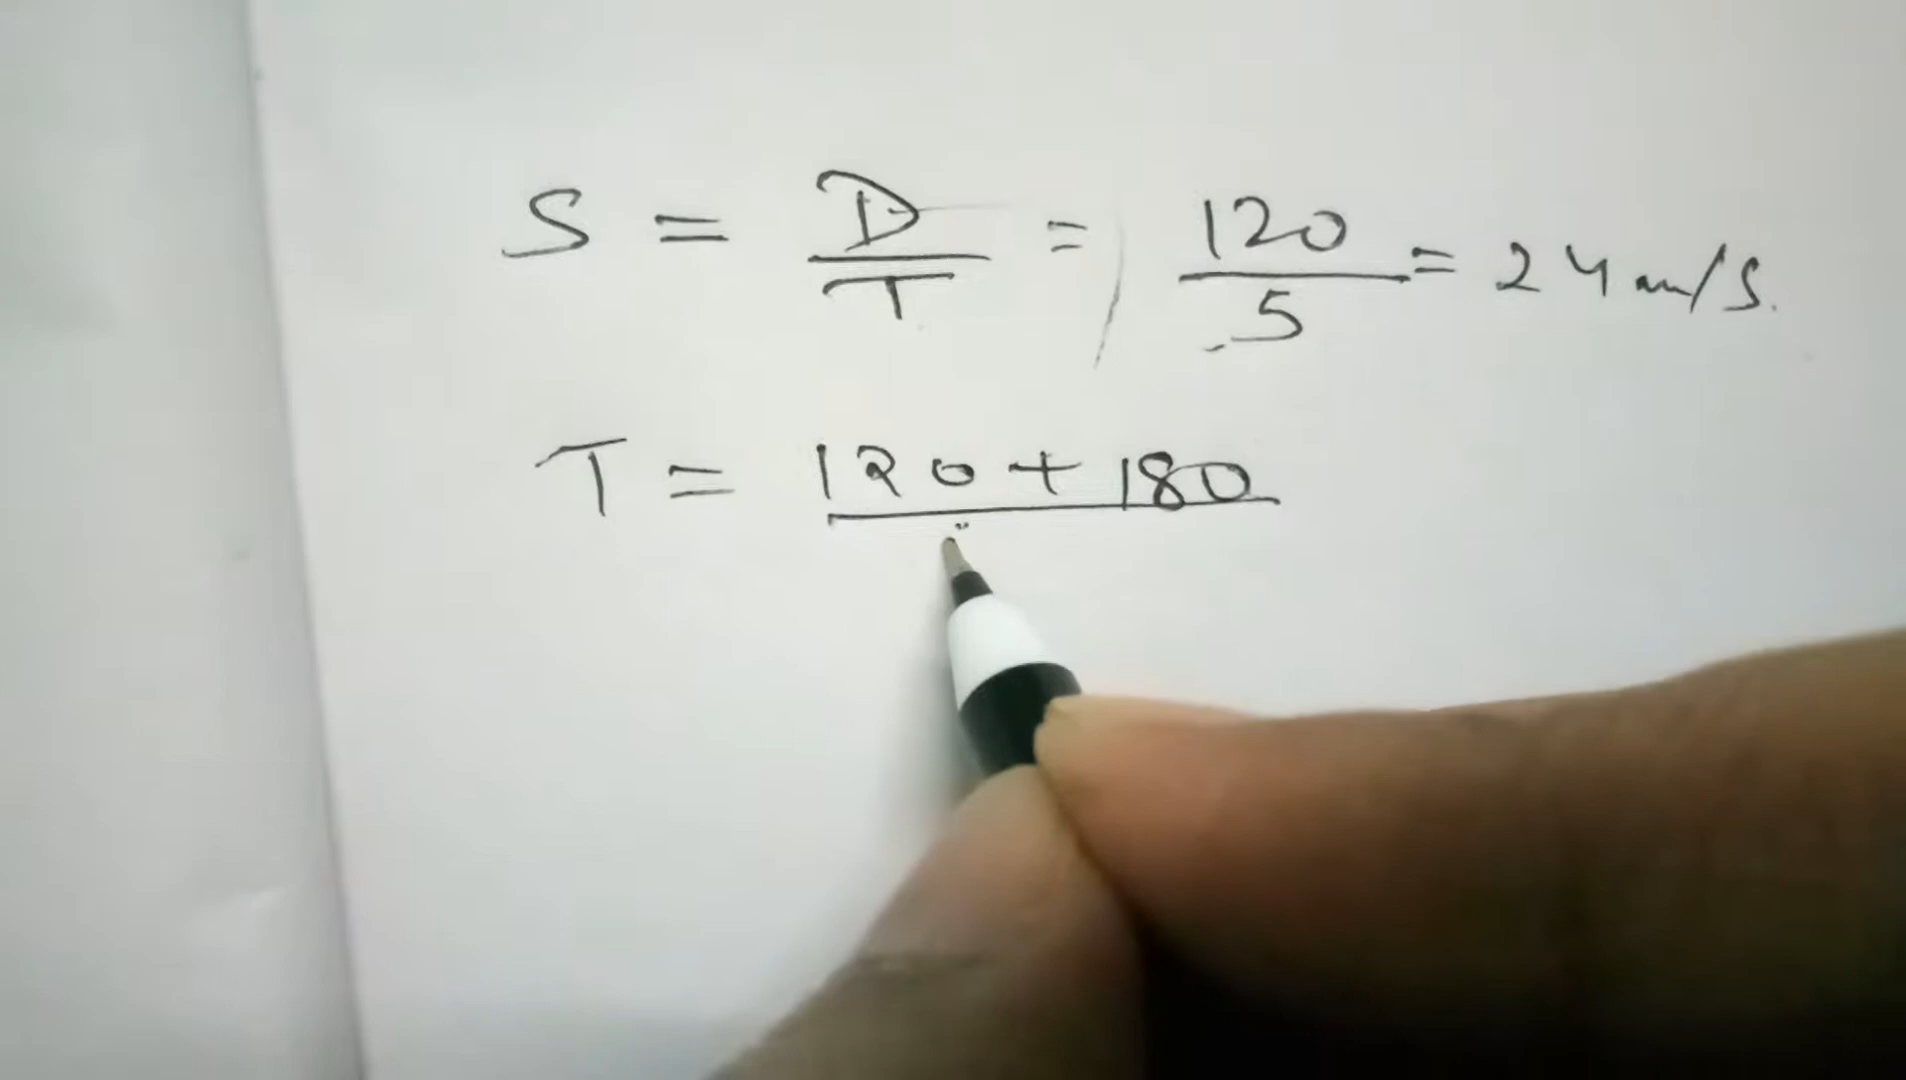 S = D/T = 120/5 = 24 m/s.
T = 120 + 180